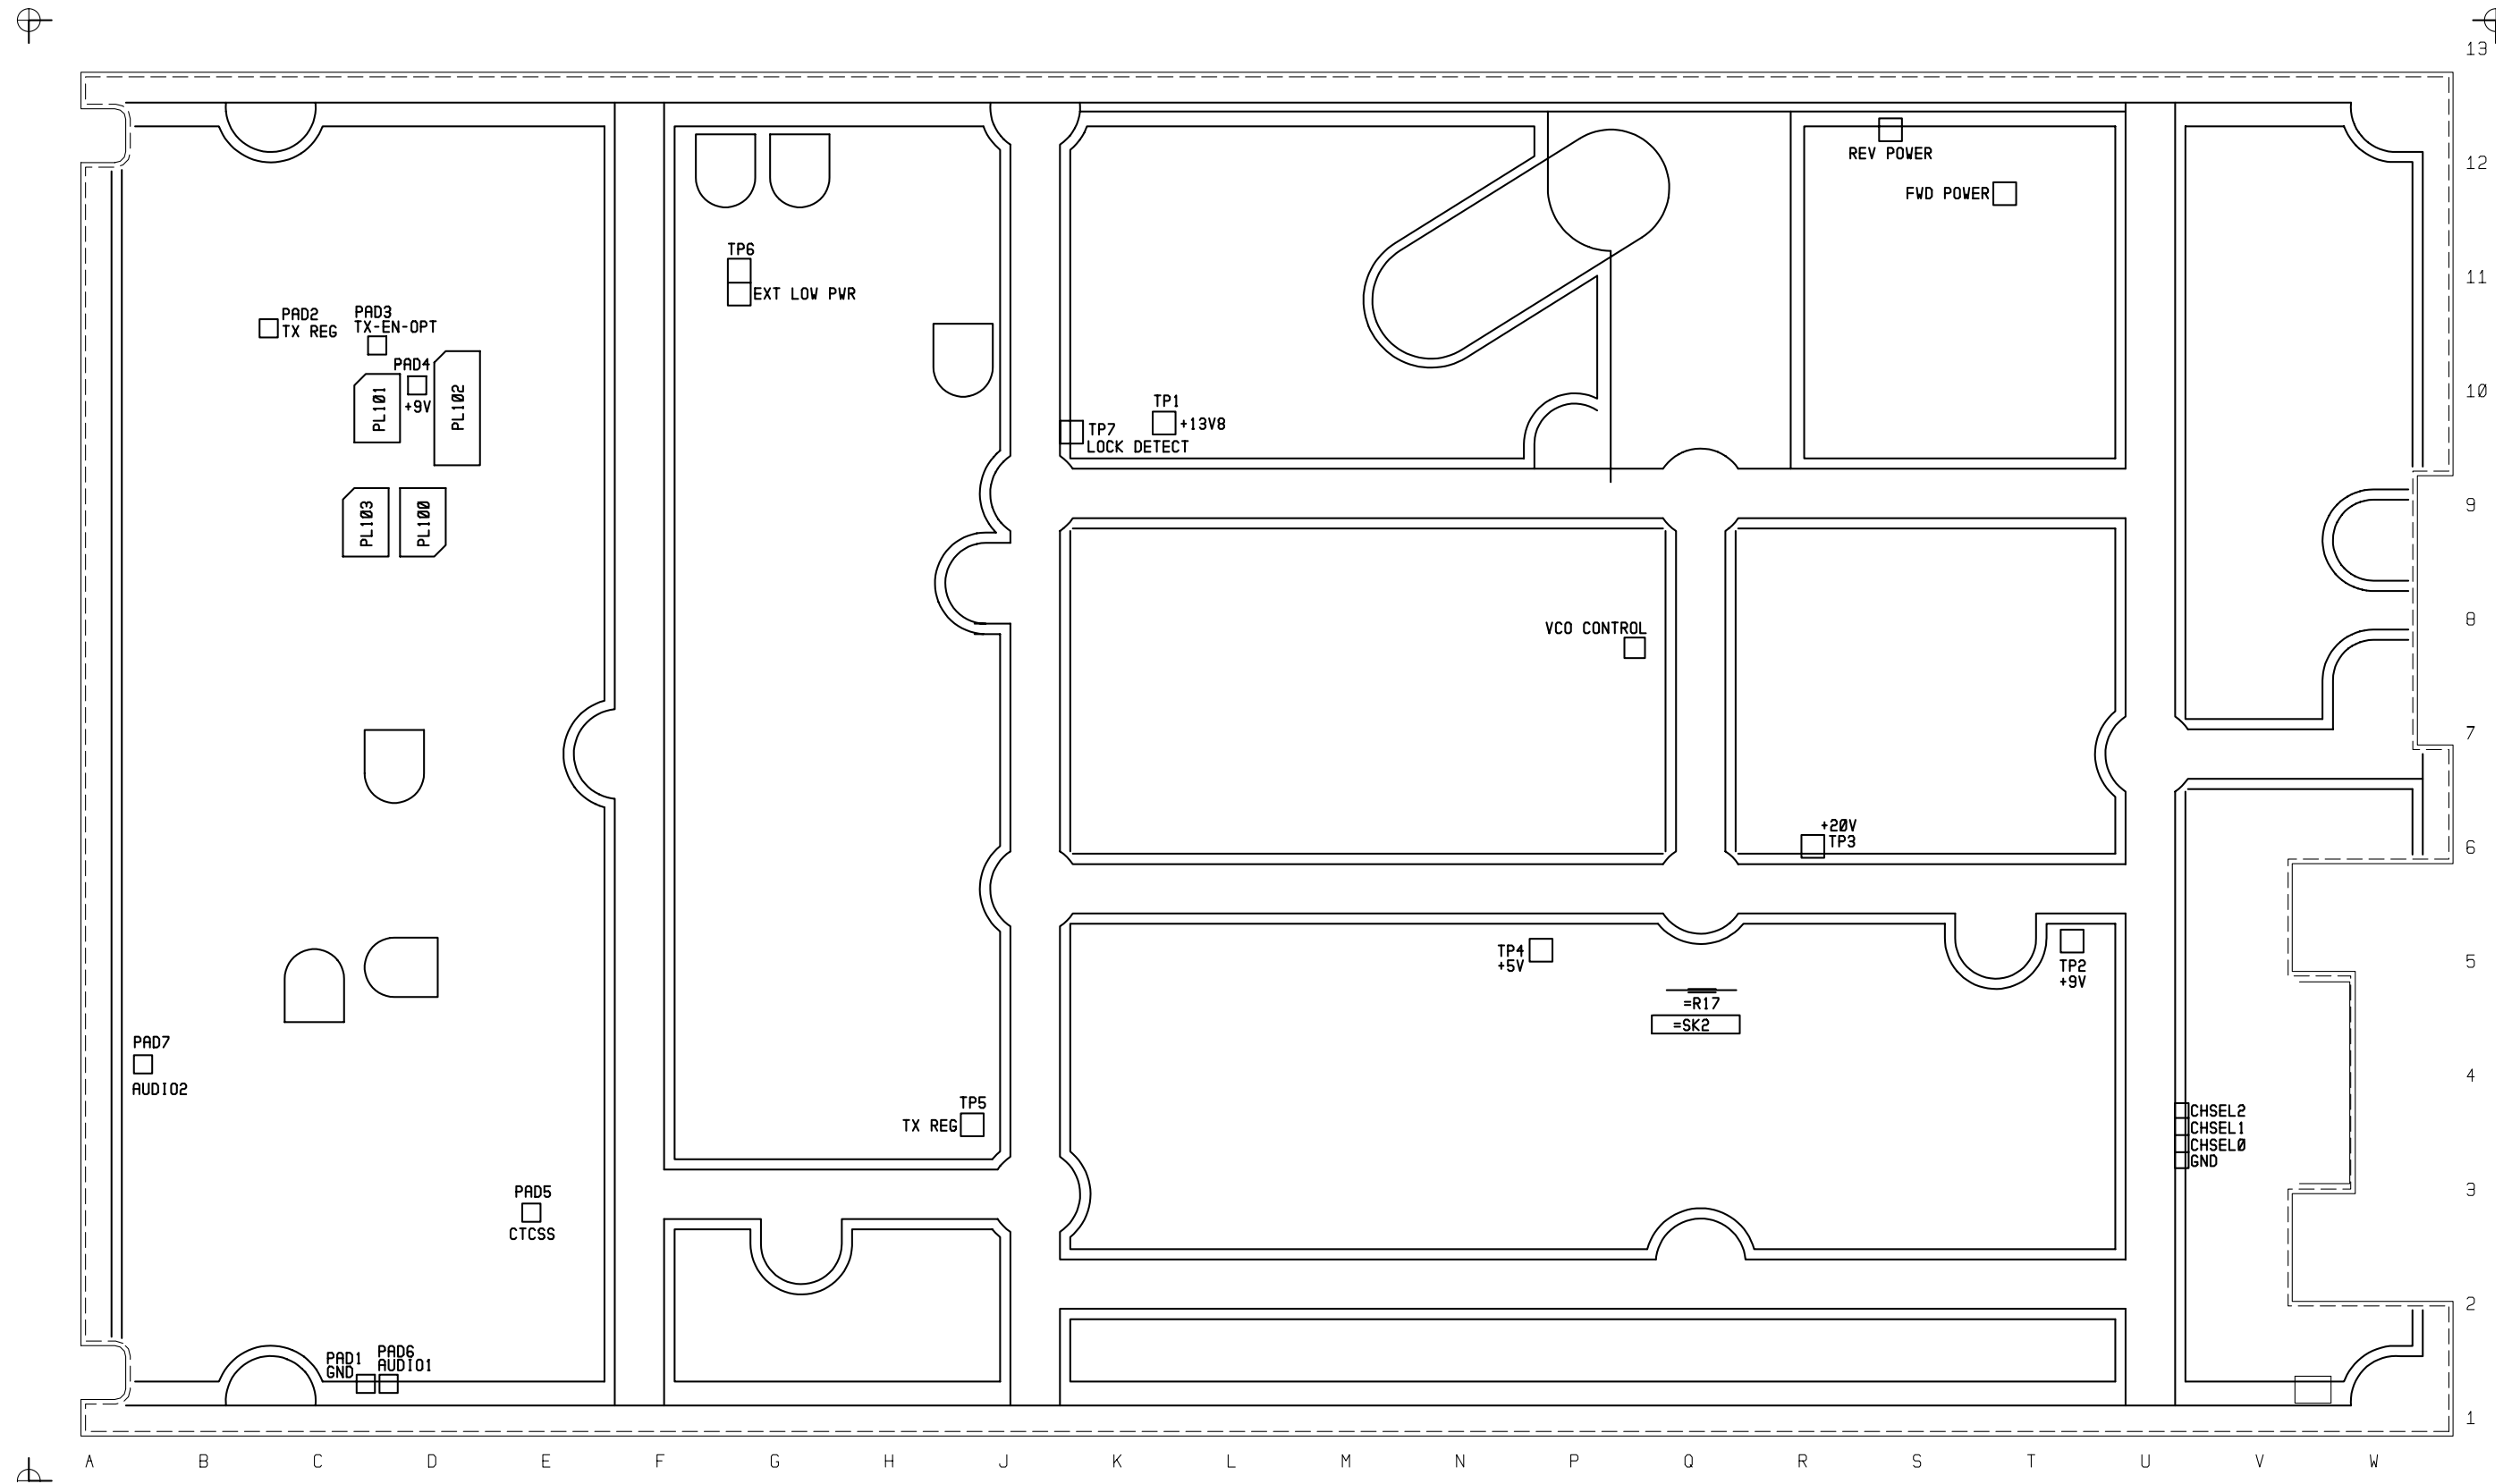 13
REV POWER
12
FWD POWER
TP6
11
EXT LOW PWR
PAD2
TX REG
PAD3
TX-EN-OPT
PAD4
+9V
PL101
PL102
TP1
+13V8
10
TP7
LOCK DETECT
PL103
PL100
9
8
VCO CONTROL
7
+20V
TP3
6
TP4
+5V
5
TP2
+9V
=R17
=SK2
PAD7
AUDIO2
4
TP5
TX REG
CHSEL2
CHSEL1
CHSEL0
GND
3
PAD5
CTCSS
2
PAD1
GND
PAD6
AUDIO1
1
A B C D E F G H J K L M N P Q R S T U V W